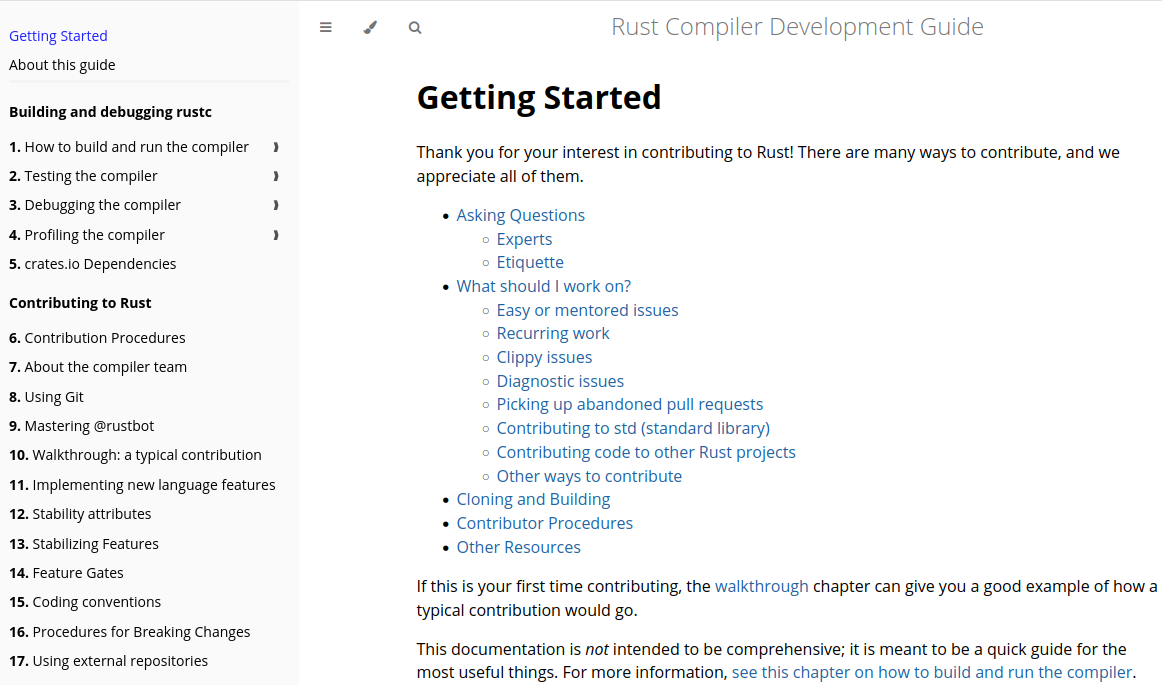 Getting Started
About this guide
Building and debugging rustc
1. How to build and run the compiler
2. Testing the compiler
3. Debugging the compiler
4. Profiling the compiler
5. crates.io Dependencies
Contributing to Rust
6. Contribution Procedures
7. About the compiler team
8. Using Git
9. Mastering @rustbot
10. Walkthrough: a typical contribution
11. Implementing new language features
12. Stability attributes
13. Stabilizing Features
14. Feature Gates
15. Coding conventions
16. Procedures for Breaking Changes
17. Using external repositories
Rust Compiler Development Guide
Getting Started
Thank you for your interest in contributing to Rust! There are many ways to contribute, and we
appreciate all of them.
• Asking Questions
○ Experts
○ Etiquette
• What should I work on?
○ Easy or mentored issues
○ Recurring work
○ Clippy issues
○ Diagnostic issues
○ Picking up abandoned pull requests
○ Contributing to std (standard library)
○ Contributing code to other Rust projects
○ Other ways to contribute
• Cloning and Building
• Contributor Procedures
• Other Resources
If this is your first time contributing, the walkthrough chapter can give you a good example of how a
typical contribution would go.
This documentation is not intended to be comprehensive; it is meant to be a quick guide for the
most useful things. For more information, see this chapter on how to build and run the compiler.